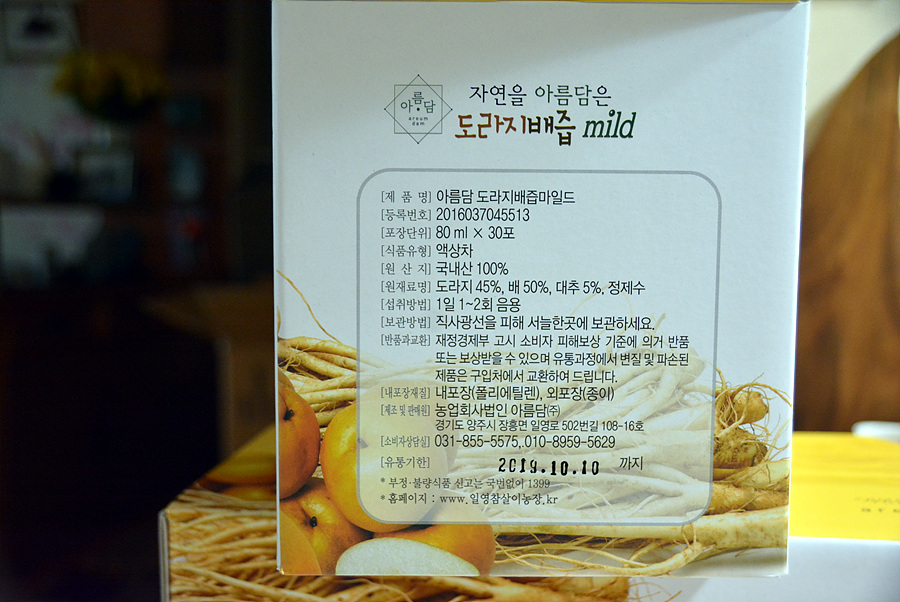 아름담
areum
dam
자연을 아름담은
도라지배즙 mild
[제 품 명] 아름담 도라지배즙마일드
[등록번호] 2016037045513
[포장단위] 80 ml × 30포
[식품유형] 액상차
[원 산 지] 국내산 100%
[원재료명] 도라지 45%, 배 50%, 대추 5%, 정제수
[섭취방법] 1일 1~2회 음용
[보관방법] 직사광선을 피해 서늘한곳에 보관하세요.
[반품과교환] 재정경제부 고시 소비자 피해보상 기준에 의거 반품
또는 보상받을 수 있으며 유통과정에서 변질 및 파손된
제품은 구입처에서 교환하여 드립니다.
[내포장재질] 내포장(폴리에틸렌), 외포장(종이)
[제조 및 판매원] 농업회사법인 아름담㈜
경기도 양주시 장흥면 일영로 502번길 108-16호
[소비자상담실] 031-855-5575, 010-8959-5629
[유통기한] 2019.10.10 까지
* 부정·불량식품 신고는 국번없이 1399
* 홈페이지 : www.일영참살이농장.kr